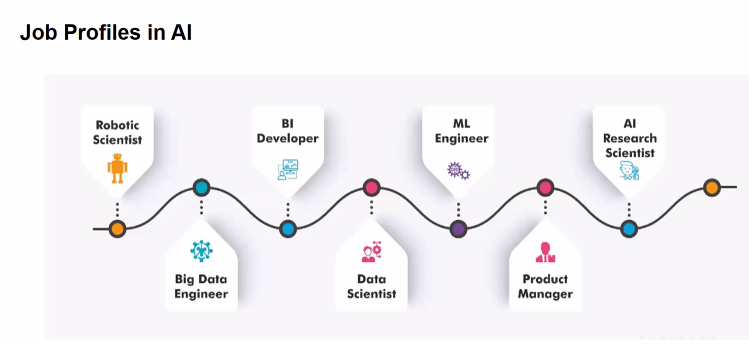 Job Profiles in AI
Robotic
Scientist
BI
Developer
ML
Engineer
AI
Research
Scientist
Big Data
Engineer
Data
Scientist
Product
Manager